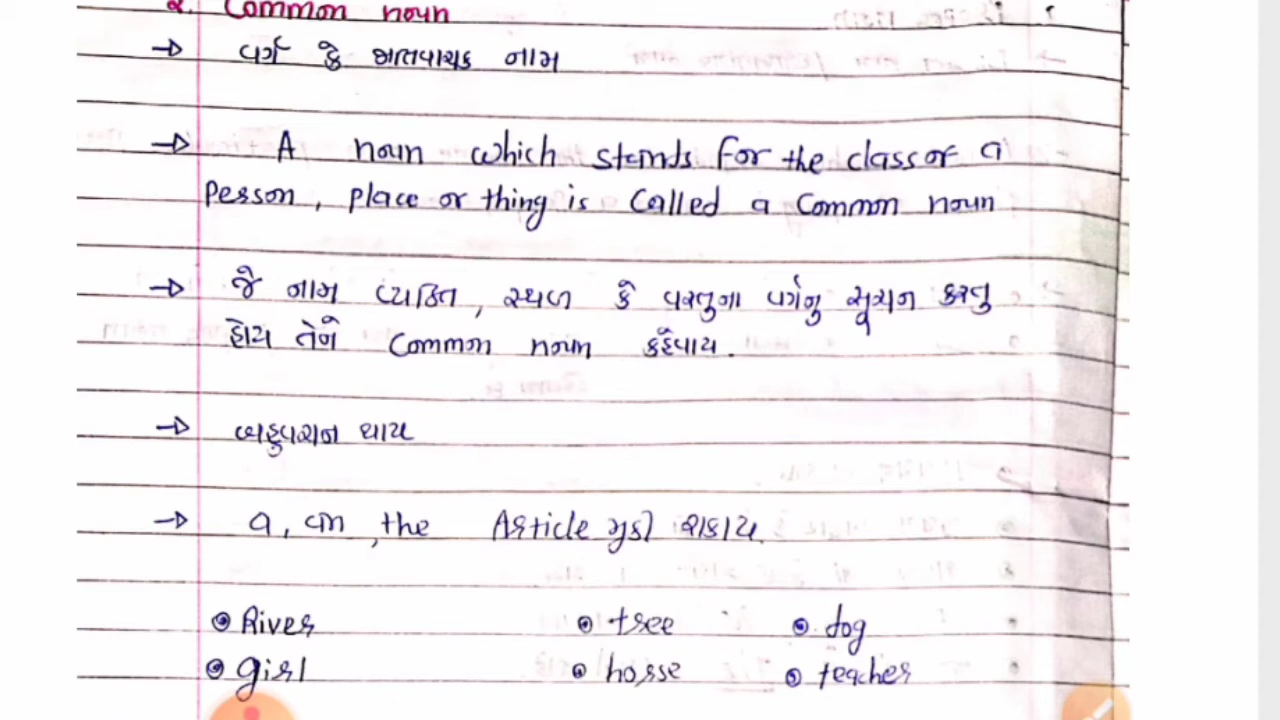 2. Common noun
→ વર્ગ કે જાતવાચક નામ
→ A noun which stands for the class of a
person, place or thing is called a common noun
→ જે નામ વ્યક્તિ, સ્થળ કે વસ્તુના વર્ગનુ સૂચન કરતુ
હોય તેને Common noun કહેવાય.
→ બહુવચન થાય
→ a, an, the Article મુકી શકાય.
River tree dog
girl horse teacher